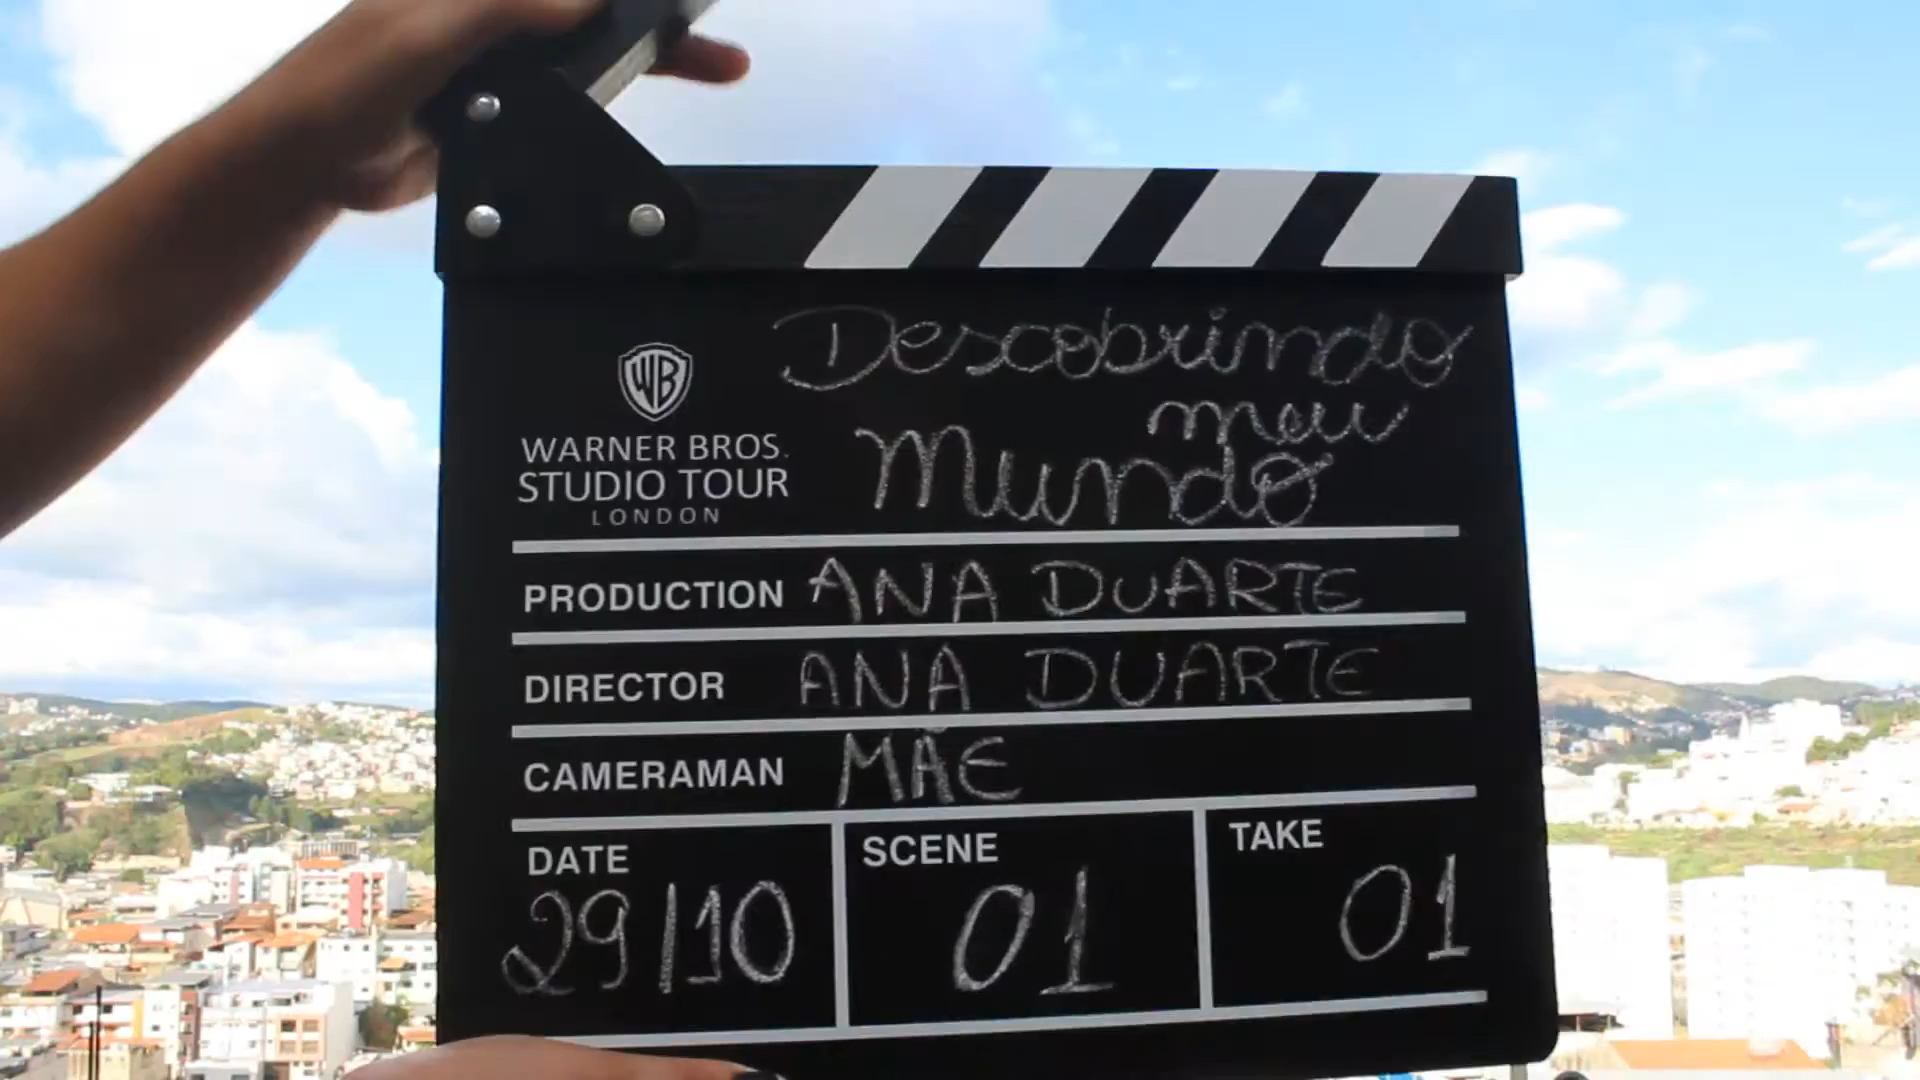 Descobrindo
meu
Mundo
WB
WARNER BROS.
STUDIO TOUR
LONDON
PRODUCTION ANA DUARTE
DIRECTOR ANA DUARTE
CAMERAMAN MÃE
DATE SCENE TAKE
29/10 01 01